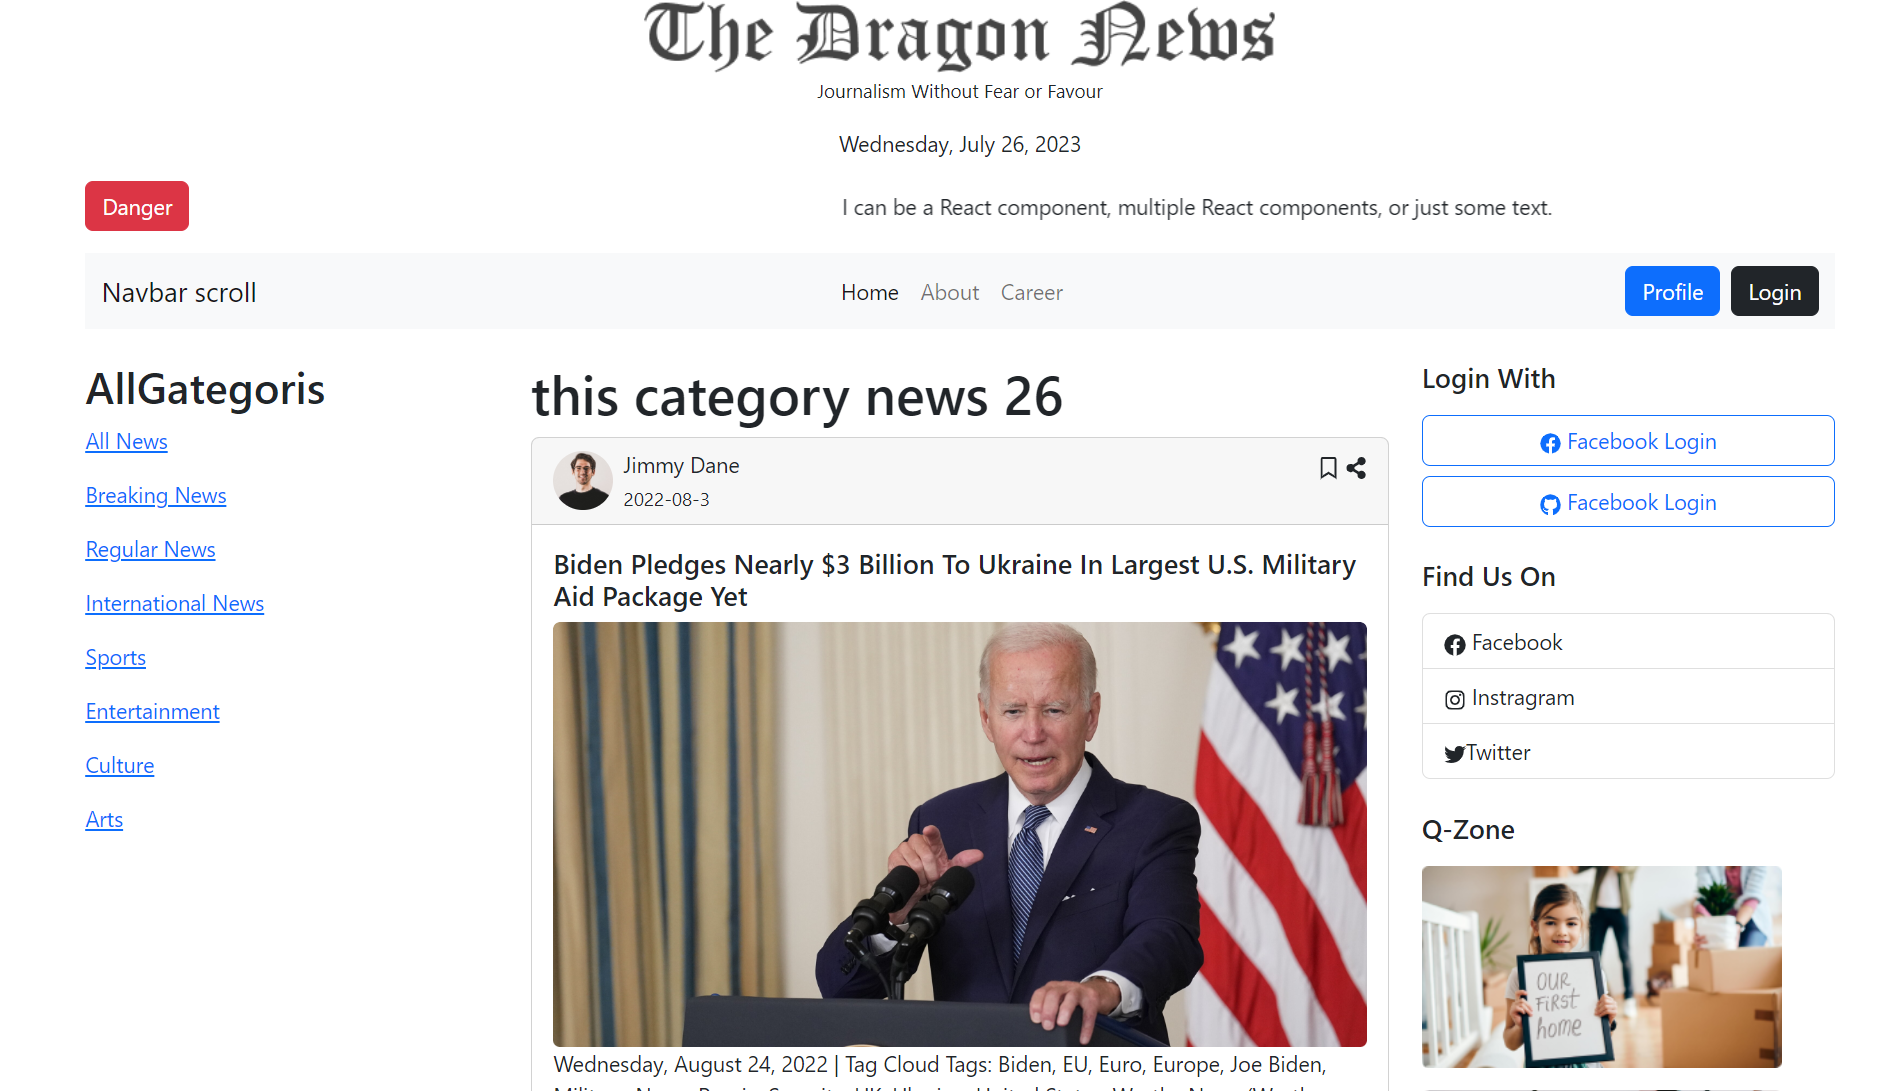 The Dragon News
Journalism Without Fear or Favour
Wednesday, July 26, 2023
Danger
I can be a React component, multiple React components, or just some text.
Navbar scroll
Home About Career
Profile
Login
AllGategoris
All News
Breaking News
Regular News
International News
Sports
Entertainment
Culture
Arts
this category news 26
Jimmy Dane
2022-08-3
Biden Pledges Nearly $3 Billion To Ukraine In Largest U.S. Military
Aid Package Yet
Wednesday, August 24, 2022 | Tag Cloud Tags: Biden, EU, Euro, Europe, Joe Biden,
Login With
Facebook Login
Facebook Login
Find Us On
Facebook
Instragram
Twitter
Q-Zone
OUR
FIRST
home